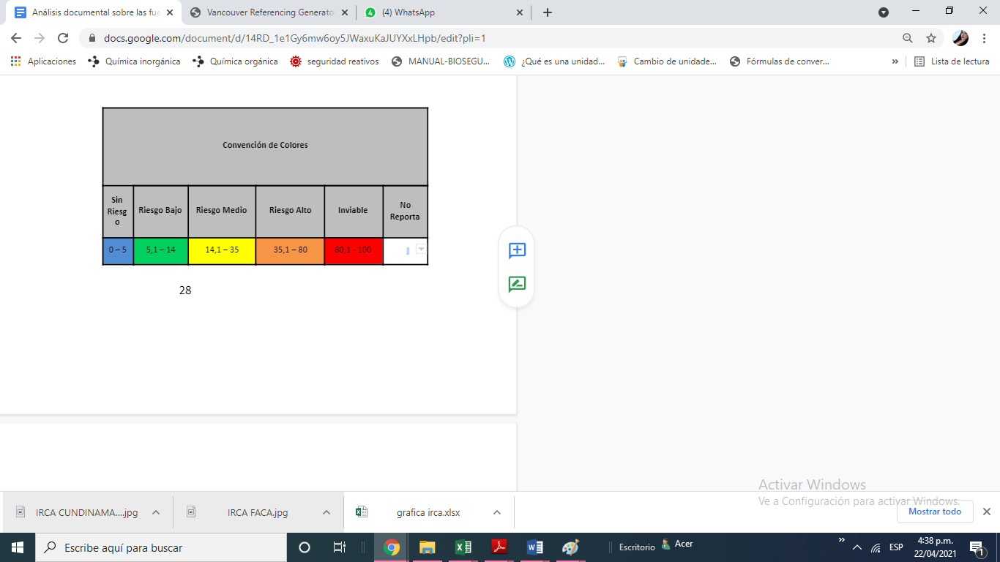 Análisis documental sobre las fue
Vancouver Referencing Generato
(4) WhatsApp
docs.google.com/document/d/14RD_1e1Gy6mw6oy5JWaxuKaJUYXxLHpb/edit?pli=1
Aplicaciones
Química inorgánica
Química orgánica
seguridad reativos
MANUAL-BIOSEGU...
¿Qué es una unidad...
Cambio de unidade...
Fórmulas de conver...
»
Lista de lectura
Convención de Colores
Sin
Riesg
o
Riesgo Bajo
Riesgo Medio
Riesgo Alto
Inviable
No
Reporta
0 – 5
5,1 – 14
14,1 – 35
35,1 – 80
80,1 - 100
28
Activar Windows
Ve a Configuración para activar Windows.
IRCA CUNDINAMA....jpg
IRCA FACA.jpg
grafica irca.xlsx
Mostrar todo
Escribe aquí para buscar
Escritorio
Acer
»
ESP
4:38 p.m.
22/04/2021
1